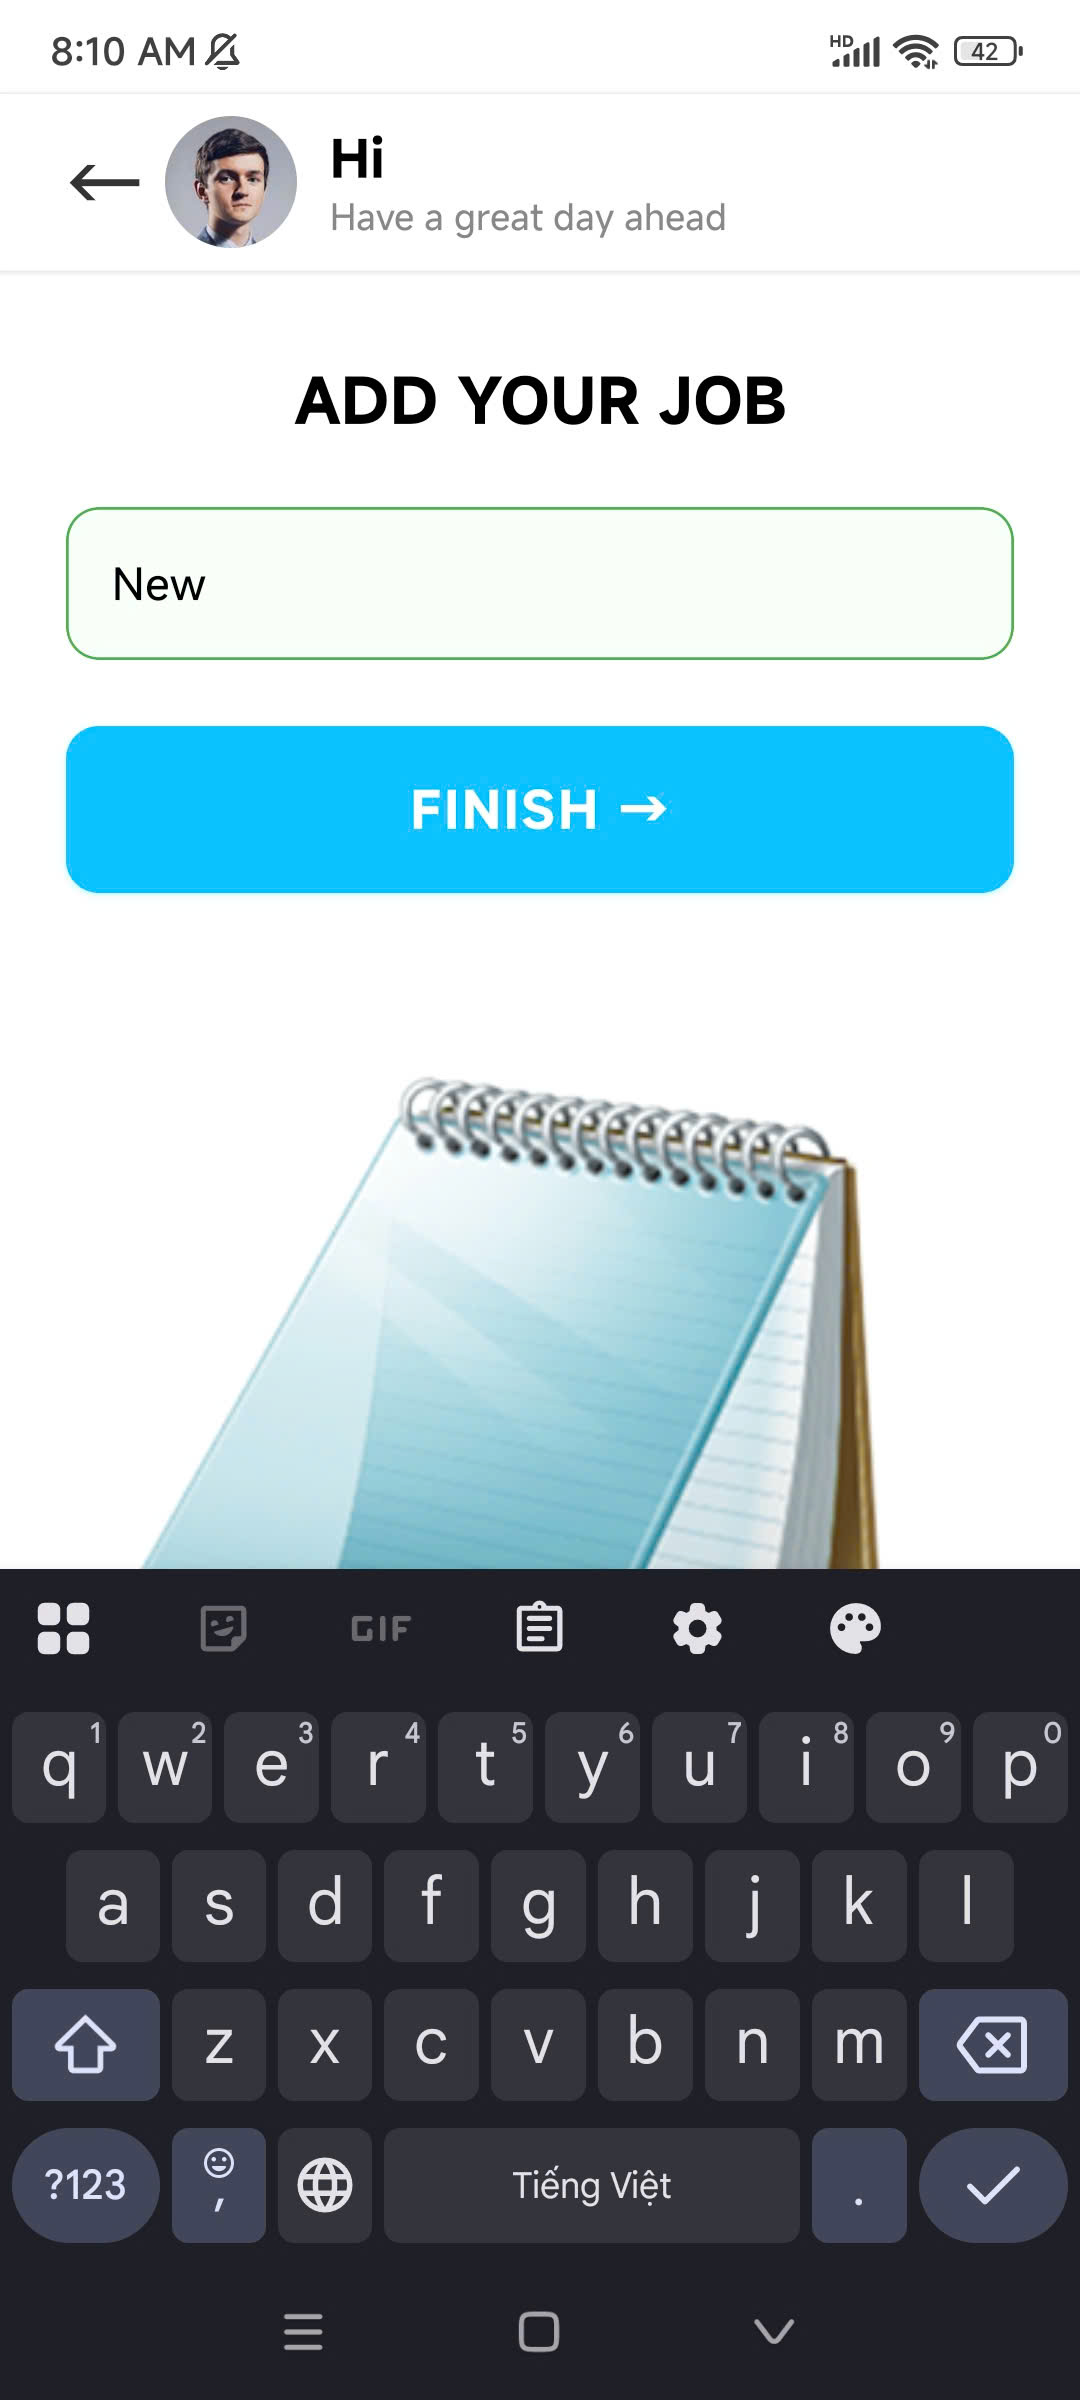 8:10 AM
HD
42
Hi
Have a great day ahead
ADD YOUR JOB
New
FINISH →
GIF
q 1 w 2 e 3 r 4 t 5 y 6 u 7 i 8 o 9 p 0
a s d f g h j k l
z x c v b n m
?123 , Tiếng Việt .